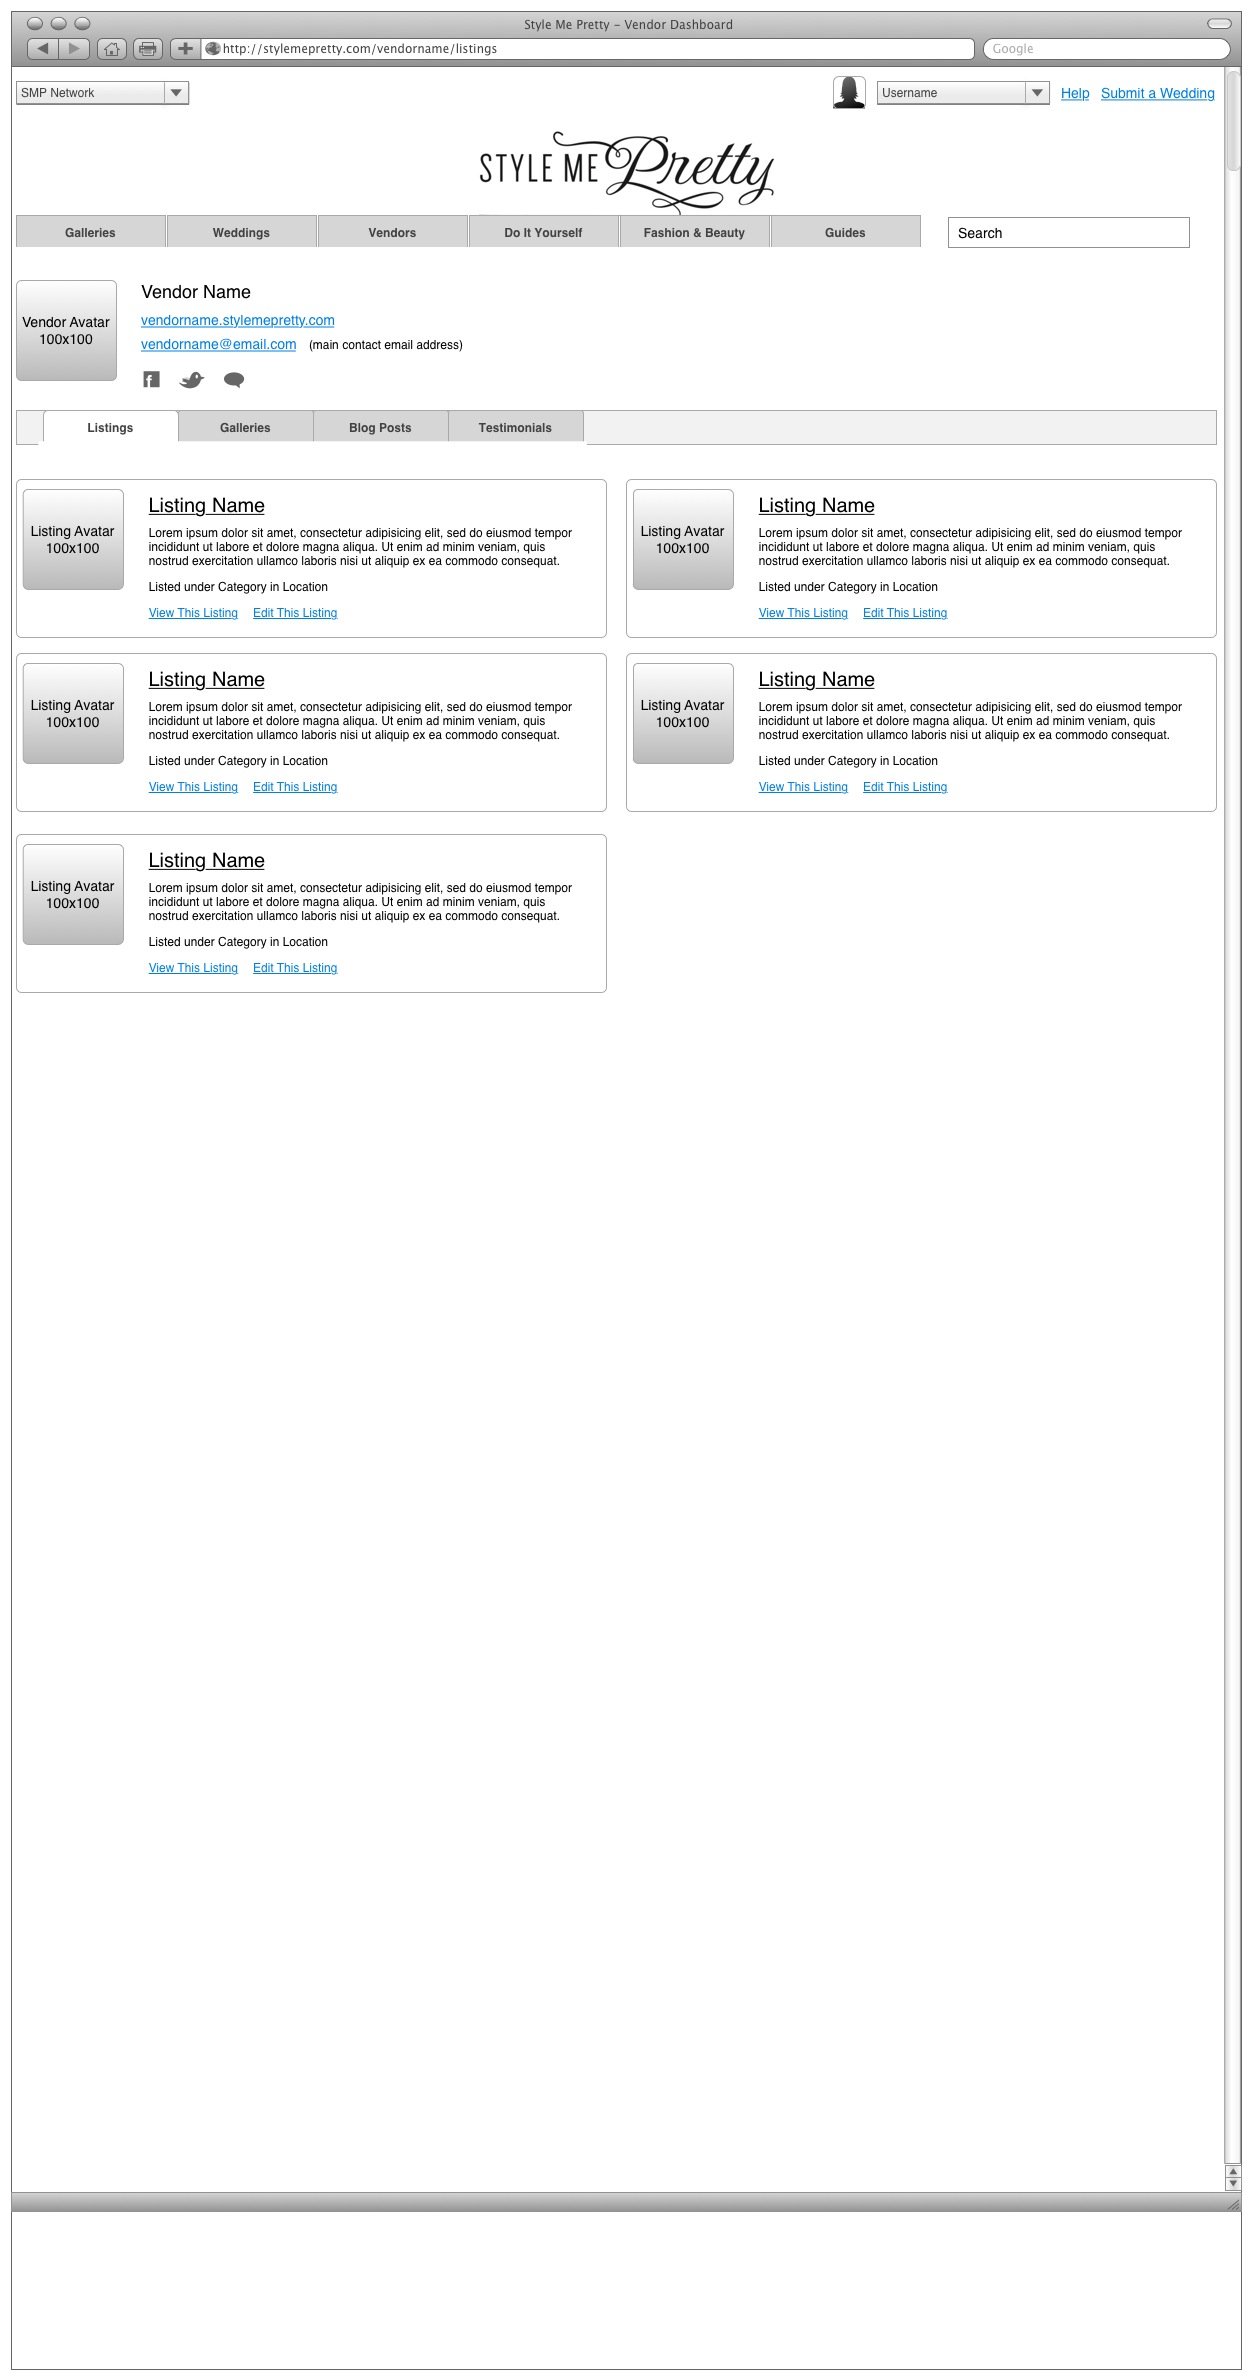 Style Me Pretty – Vendor Dashboard
http://stylemepretty.com/vendorname/listings
Google
SMP Network
Username
Help
Submit a Wedding
STYLE ME Pretty
Galleries
Weddings
Vendors
Do It Yourself
Fashion & Beauty
Guides
Search
Vendor Avatar
100x100
Vendor Name
vendorname.stylemepretty.com
vendorname@email.com (main contact email address)
Listings
Galleries
Blog Posts
Testimonials
Listing Avatar
100x100
Listing Name
Lorem ipsum dolor sit amet, consectetur adipisicing elit, sed do eiusmod tempor
incididunt ut labore et dolore magna aliqua. Ut enim ad minim veniam, quis
nostrud exercitation ullamco laboris nisi ut aliquip ex ea commodo consequat.
Listed under Category in Location
View This Listing Edit This Listing
Listing Avatar
100x100
Listing Name
Lorem ipsum dolor sit amet, consectetur adipisicing elit, sed do eiusmod tempor
incididunt ut labore et dolore magna aliqua. Ut enim ad minim veniam, quis
nostrud exercitation ullamco laboris nisi ut aliquip ex ea commodo consequat.
Listed under Category in Location
View This Listing Edit This Listing
Listing Avatar
100x100
Listing Name
Lorem ipsum dolor sit amet, consectetur adipisicing elit, sed do eiusmod tempor
incididunt ut labore et dolore magna aliqua. Ut enim ad minim veniam, quis
nostrud exercitation ullamco laboris nisi ut aliquip ex ea commodo consequat.
Listed under Category in Location
View This Listing Edit This Listing
Listing Avatar
100x100
Listing Name
Lorem ipsum dolor sit amet, consectetur adipisicing elit, sed do eiusmod tempor
incididunt ut labore et dolore magna aliqua. Ut enim ad minim veniam, quis
nostrud exercitation ullamco laboris nisi ut aliquip ex ea commodo consequat.
Listed under Category in Location
View This Listing Edit This Listing
Listing Avatar
100x100
Listing Name
Lorem ipsum dolor sit amet, consectetur adipisicing elit, sed do eiusmod tempor
incididunt ut labore et dolore magna aliqua. Ut enim ad minim veniam, quis
nostrud exercitation ullamco laboris nisi ut aliquip ex ea commodo consequat.
Listed under Category in Location
View This Listing Edit This Listing